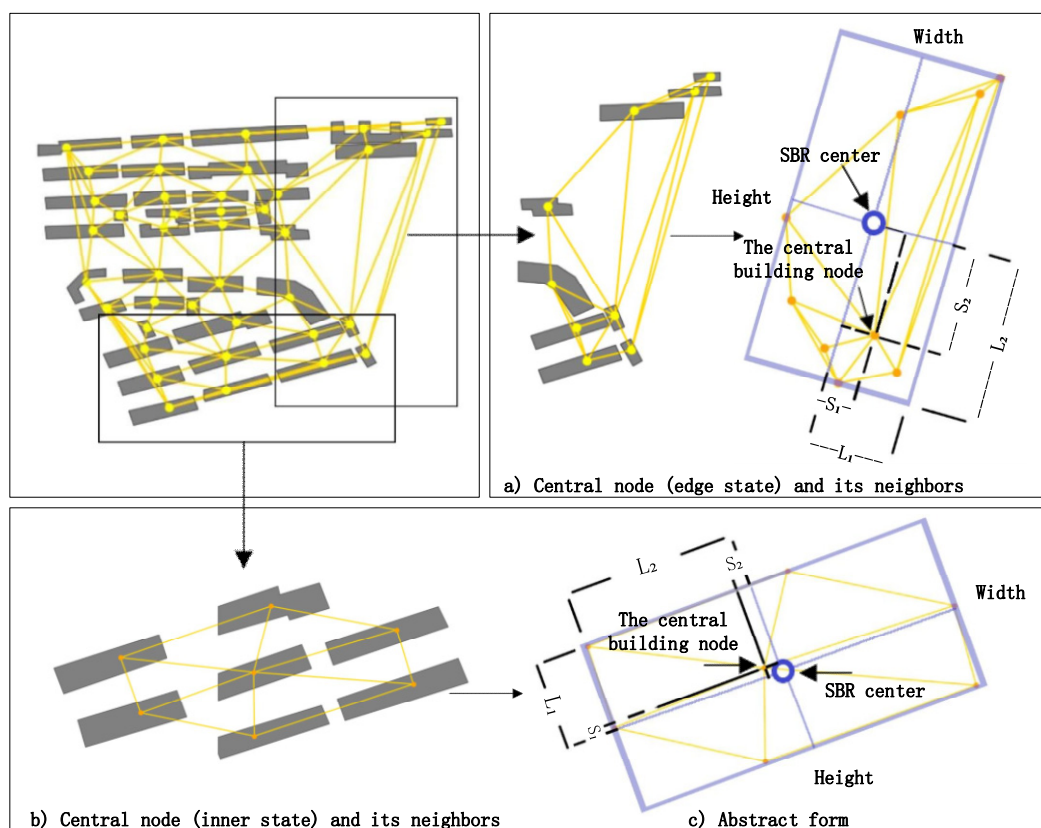 Width
SBR center
Height
The central
building node
S₂
L₂
S₁
L₁
a) Central node (edge state) and its neighbors
L₂
S₂
The central
building node
Width
L₁
S₁
SBR center
Height
b) Central node (inner state) and its neighbors
c) Abstract form